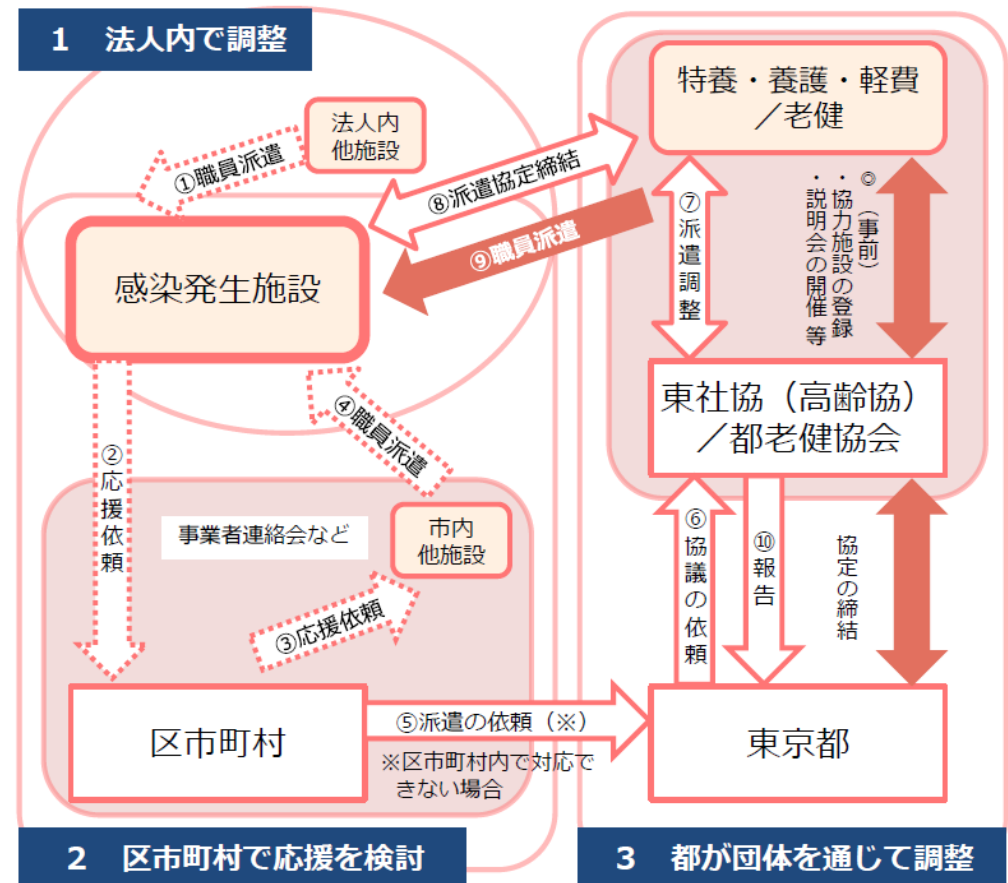 1 法人内で調整
法人内
他施設
①職員派遣
感染発生施設
⑧派遣協定締結
⑨職員派遣
②応援依頼
④職員派遣
事業者連絡会など
市内
他施設
③応援依頼
区市町村
⑤派遣の依頼（※）
※区市町村内で対応で
きない場合
2 区市町村で応援を検討
特養・養護・軽費
／老健
⑦派遣調整
◎（事前）
・協力施設の登録
・説明会の開催 等
東社協（高齢協）
／都老健協会
⑥協議の依頼
⑩報告
協定の締結
東京都
3 都が団体を通じて調整